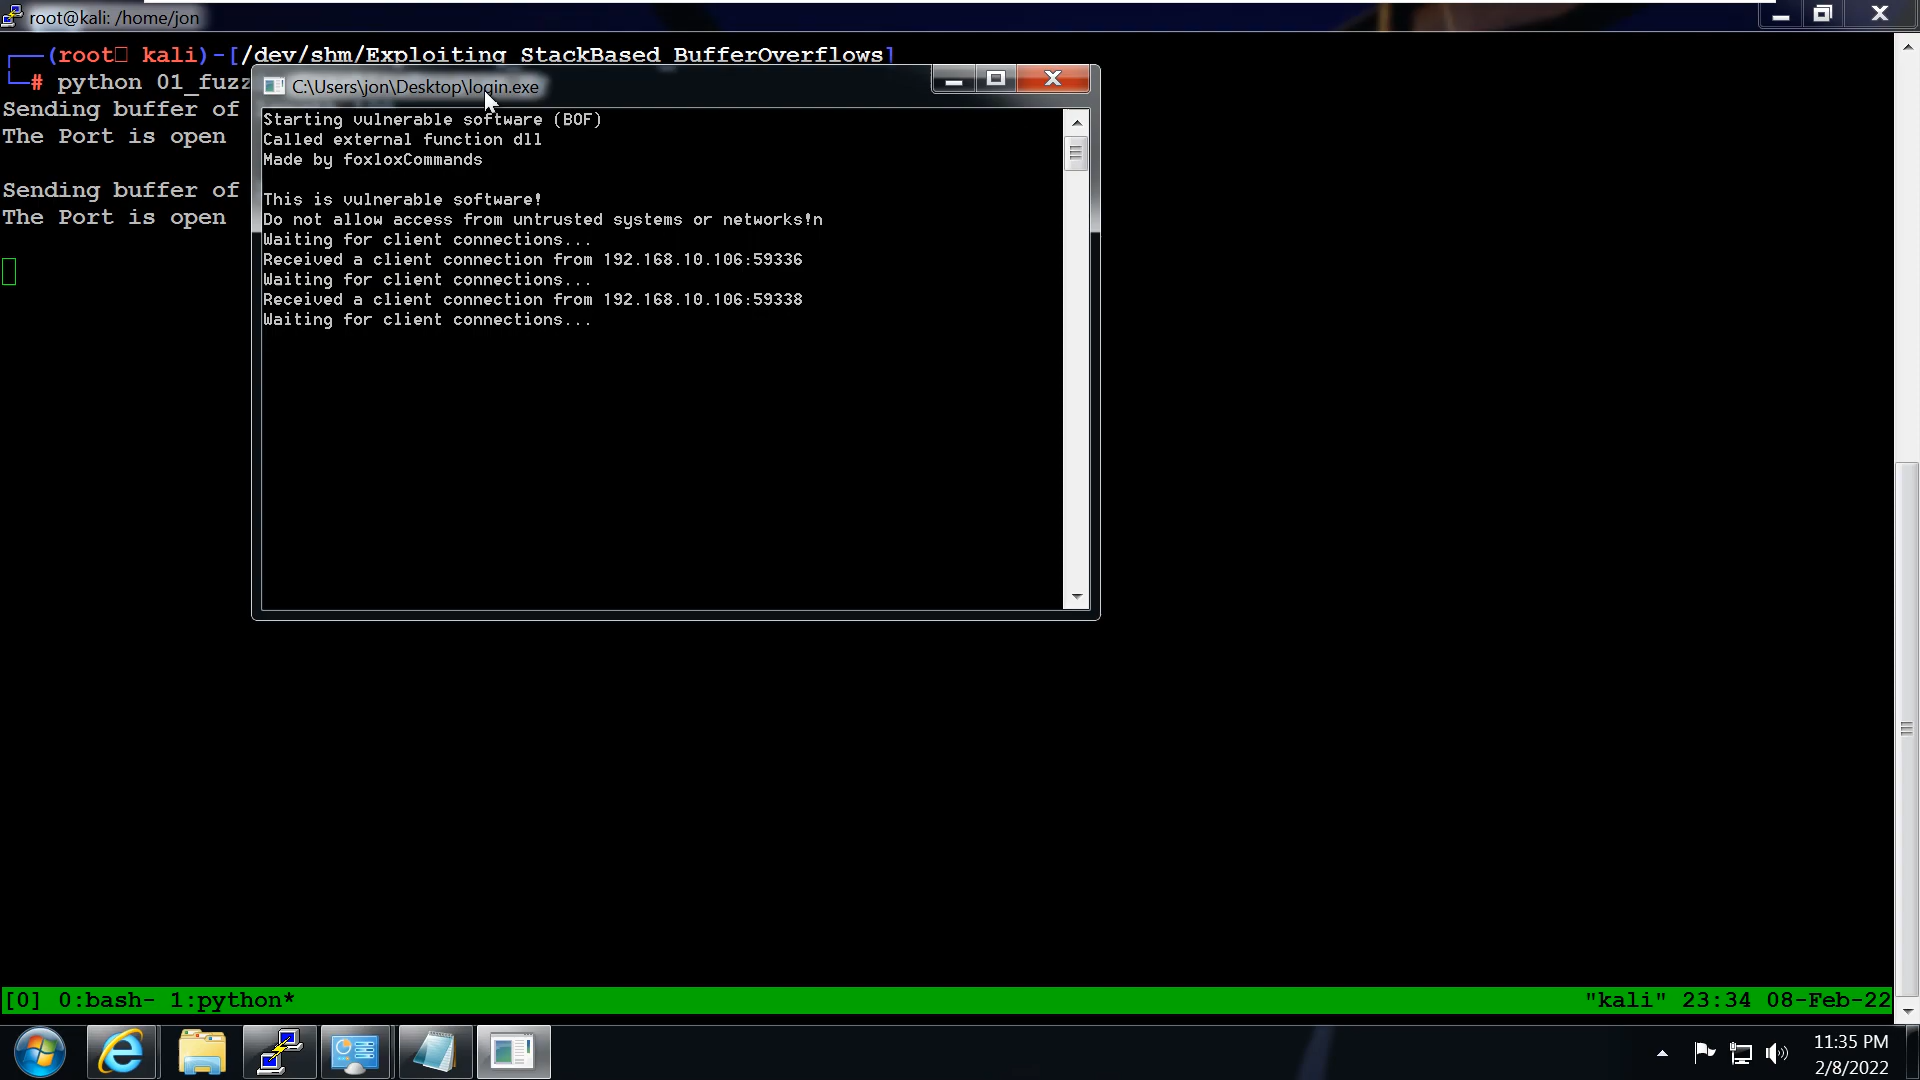 root@kali: /home/jon
(root□ kali)-[/dev/shm/Exploiting StackBased BufferOverflows]
# python 01_fuzz
Sending buffer of
The Port is open
Sending buffer of
The Port is open
C:\Users\jon\Desktop\login.exe
Starting vulnerable software (BOF)
Called external function dll
Made by foxloxCommands
This is vulnerable software!
Do not allow access from untrusted systems or networks!n
Waiting for client connections...
Received a client connection from 192.168.10.106:59336
Waiting for client connections...
Received a client connection from 192.168.10.106:59338
Waiting for client connections...
[0] 0:bash- 1:python* "kali" 23:34 08-Feb-22
11:35 PM
2/8/2022